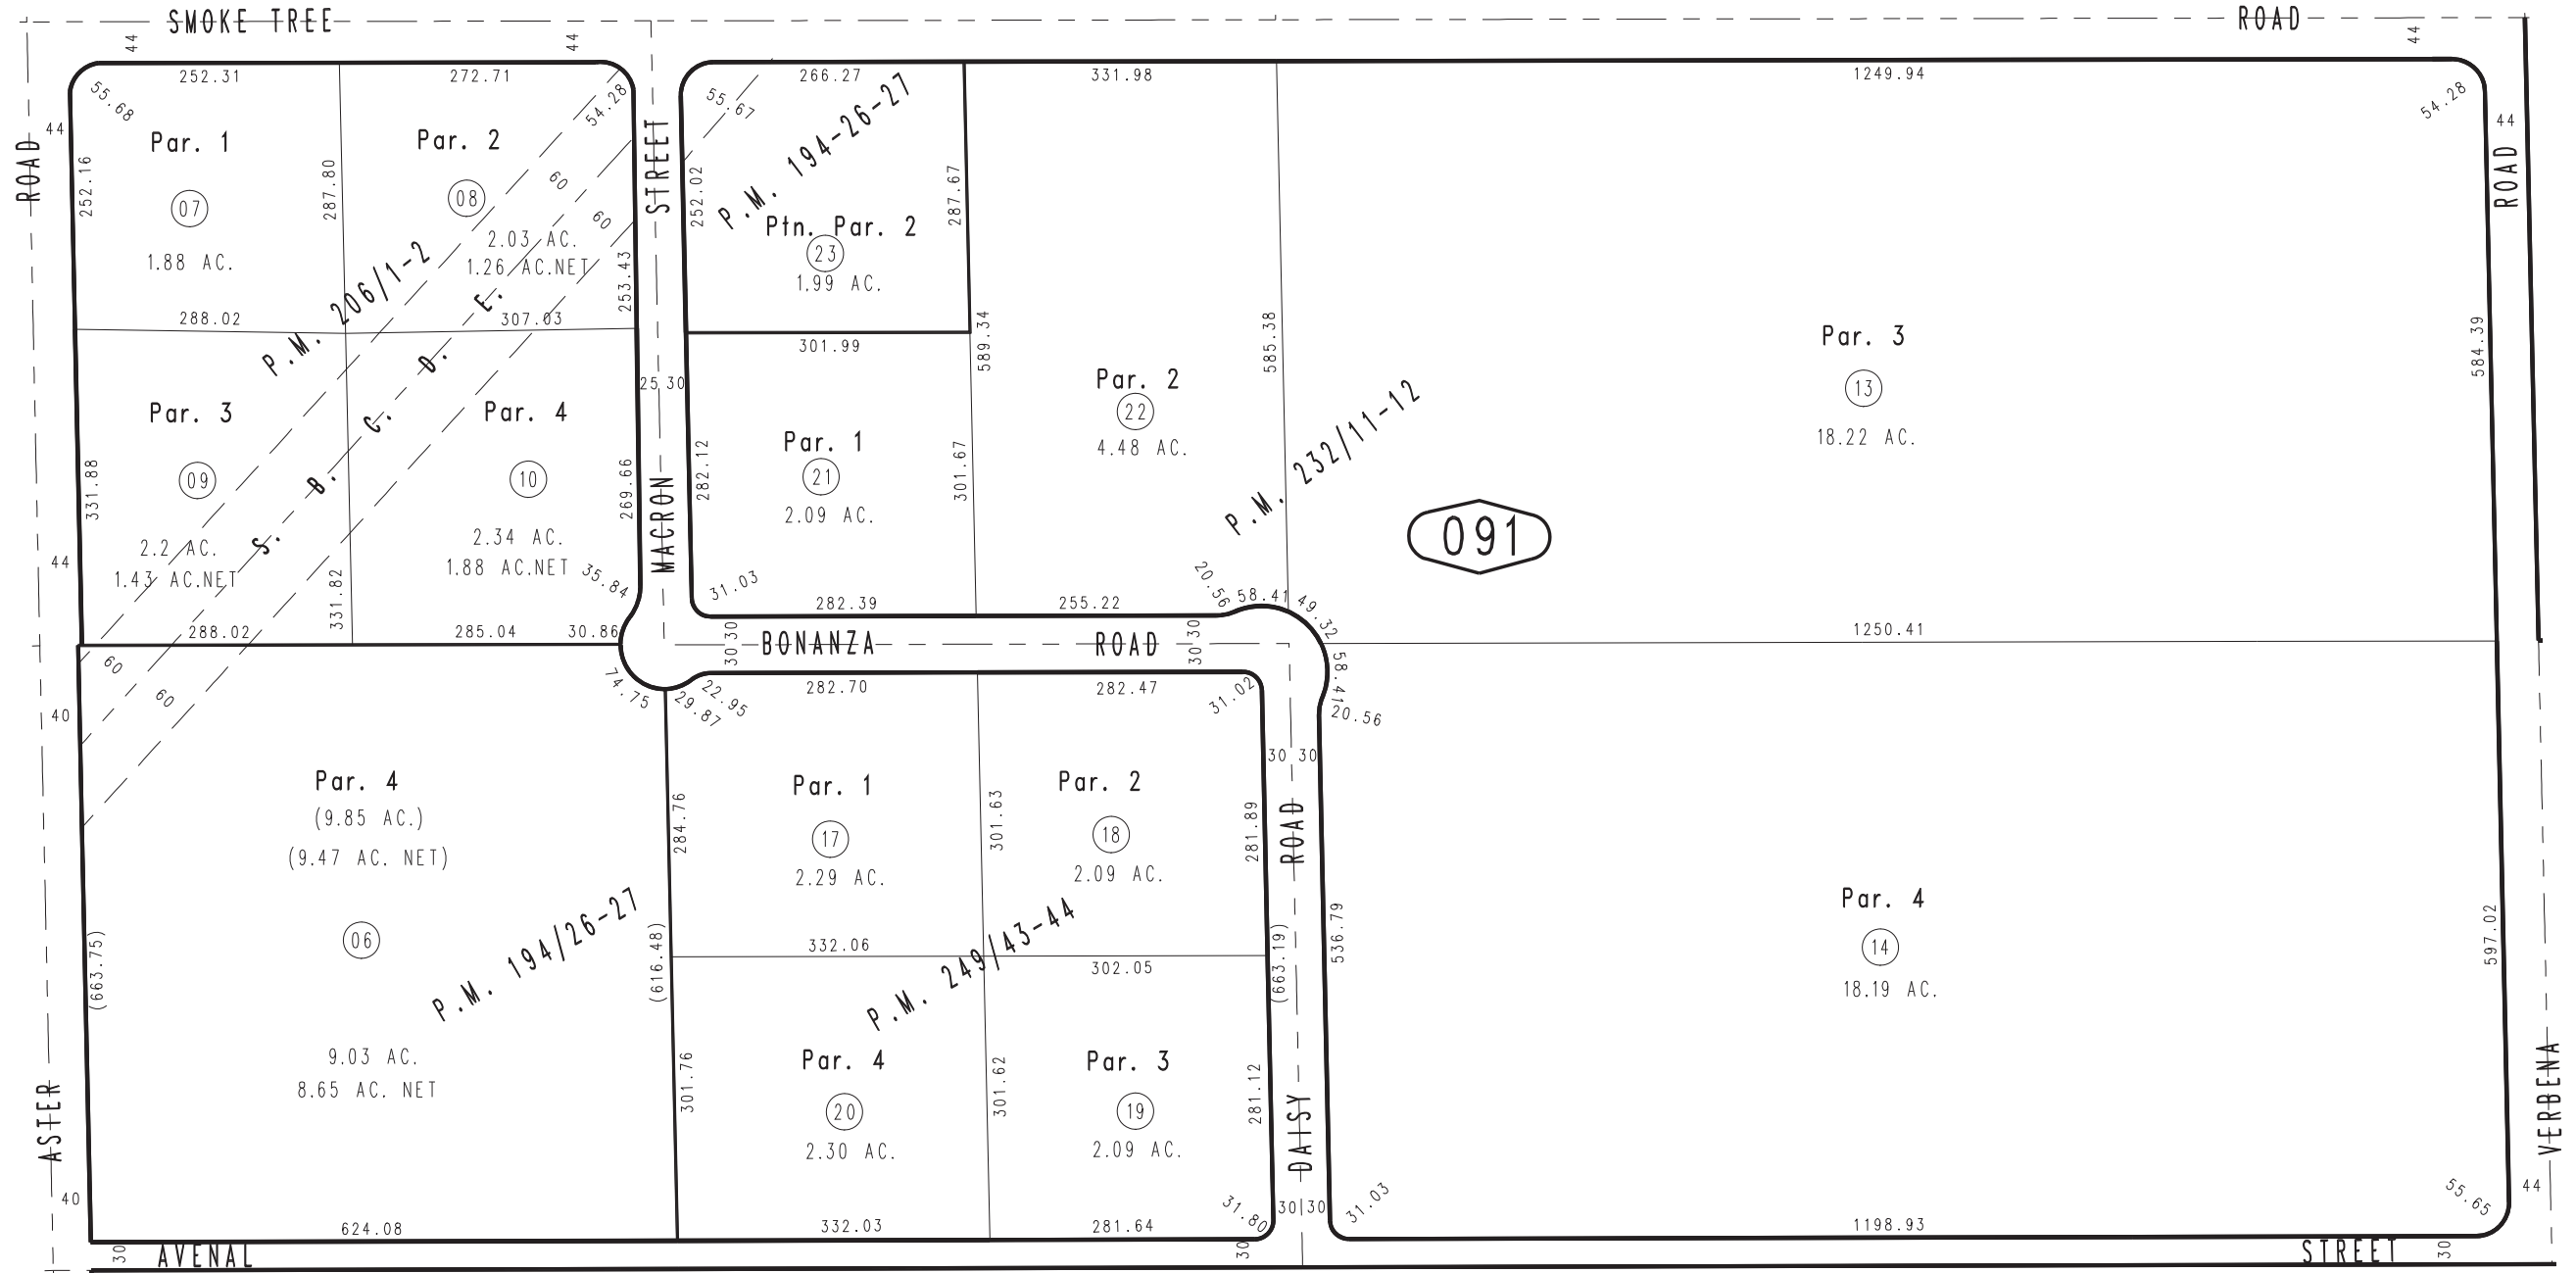 SMOKE TREE
ROAD
44
44
44
252.31
272.71
266.27
331.98
1249.94
55.68
54.28
55.67
54.28
44
44
ROAD
STREET
ROAD
Par. 1
Par. 2
P.M. 194-26-27
252.16
287.80
252.02
287.67
07
08
60
60
Ptn. Par. 2
23
1.99 AC.
1.88 AC.
2.03 AC.
1.26 AC.NET
253.43
P.M. 206/1-2
288.02
307.03
301.99
589.34
585.38
584.39
S. B. C. D. E.
25 30
Par. 3
Par. 4
Par. 1
Par. 2
Par. 3
09
10
21
22
13
2.2 AC.
1.43 AC.NET
2.34 AC.
1.88 AC.NET
2.09 AC.
4.48 AC.
18.22 AC.
331.88
269.66
282.12
301.67
P.M. 232/11-12
091
MACRON
44
331.82
35.84
31.03
20.56
58.41
49.32
288.02
285.04
30.86
282.39
255.22
1250.41
30 30
BONANZA
ROAD
30 30
60
60
74.75
29.87
22.95
282.70
282.47
31.02
58.41
20.56
40
30 30
Par. 4
(9.85 AC.)
(9.47 AC. NET)
06
Par. 1
17
2.29 AC.
Par. 2
18
2.09 AC.
284.76
301.63
281.89
ROAD
P.M. 194/26-27
P.M. 249/43-44
(663.75)
(616.48)
332.06
302.05
(663.19)
536.79
Par. 4
14
18.19 AC.
597.02
9.03 AC.
8.65 AC. NET
Par. 4
20
2.30 AC.
Par. 3
19
2.09 AC.
301.76
301.62
281.12
ASTER
DAISY
VERBENA
40
31.80
30 30
31.03
55.65
44
624.08
332.03
281.64
1198.93
30
AVENAL
30
STREET
30